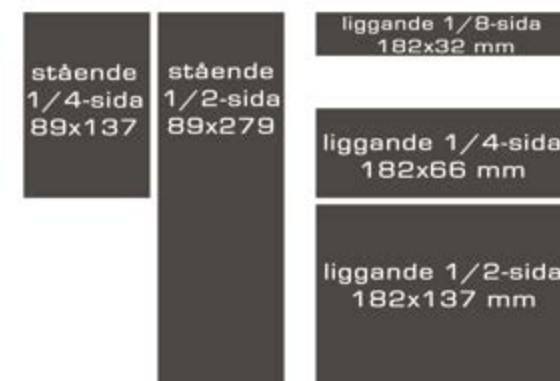 stående
1/4-sida
89x137
stående
1/2-sida
89x279
liggande 1/8-sida
182x32 mm
liggande 1/4-sida
182x66 mm
liggande 1/2-sida
182x137 mm